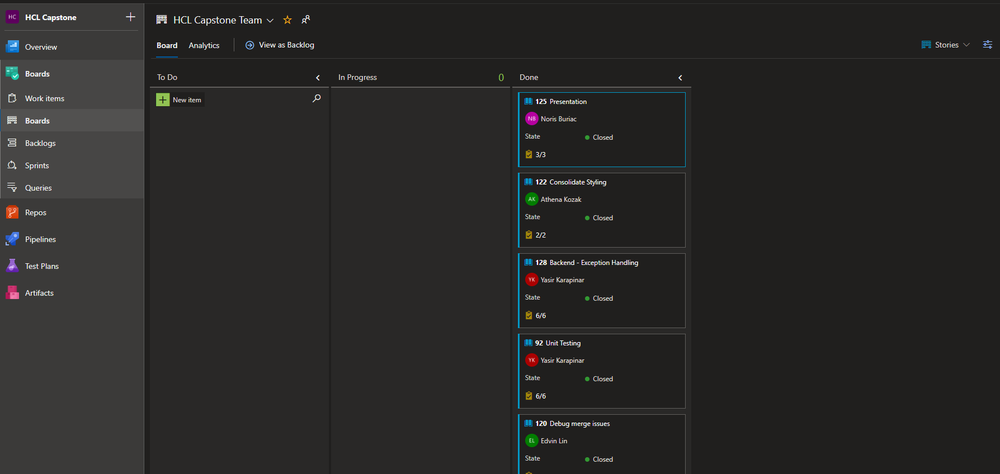 HC HCL Capstone
Overview
Boards
Work items
Boards
Backlogs
Sprints
Queries
Repos
Pipelines
Test Plans
Artifacts
HCL Capstone Team
Board Analytics View as Backlog Stories
To Do
New item
In Progress 0
Done
125 Presentation
NB Noris Buriac
State Closed
3/3
122 Consolidate Styling
AK Athena Kozak
State Closed
2/2
128 Backend - Exception Handling
YK Yasir Karapinar
State Closed
6/6
92 Unit Testing
YK Yasir Karapinar
State Closed
6/6
120 Debug merge issues
EL Edvin Lin
State Closed